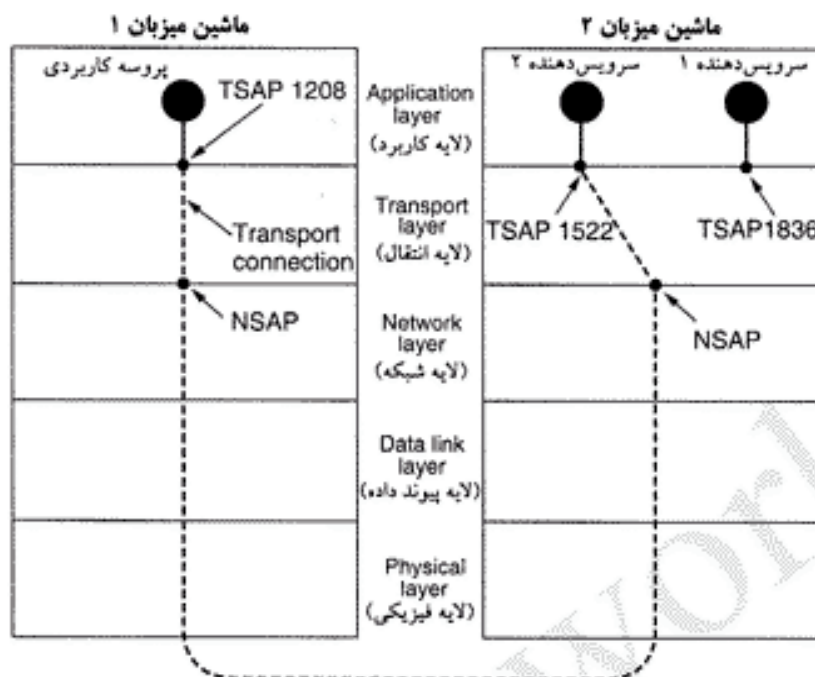 ماشین میزبان ۱
ماشین میزبان ۲
پروسه کاربردی
TSAP 1208
Transport
connection
NSAP
Application
layer
(لایه کاربرد)
Transport
layer
(لایه انتقال)
Network
layer
(لایه شبکه)
Data link
layer
(لایه پیوند داده)
Physical
layer
(لایه فیزیکی)
سرویس‌دهنده ۲
سرویس‌دهنده ۱
TSAP 1522
TSAP1836
NSAP